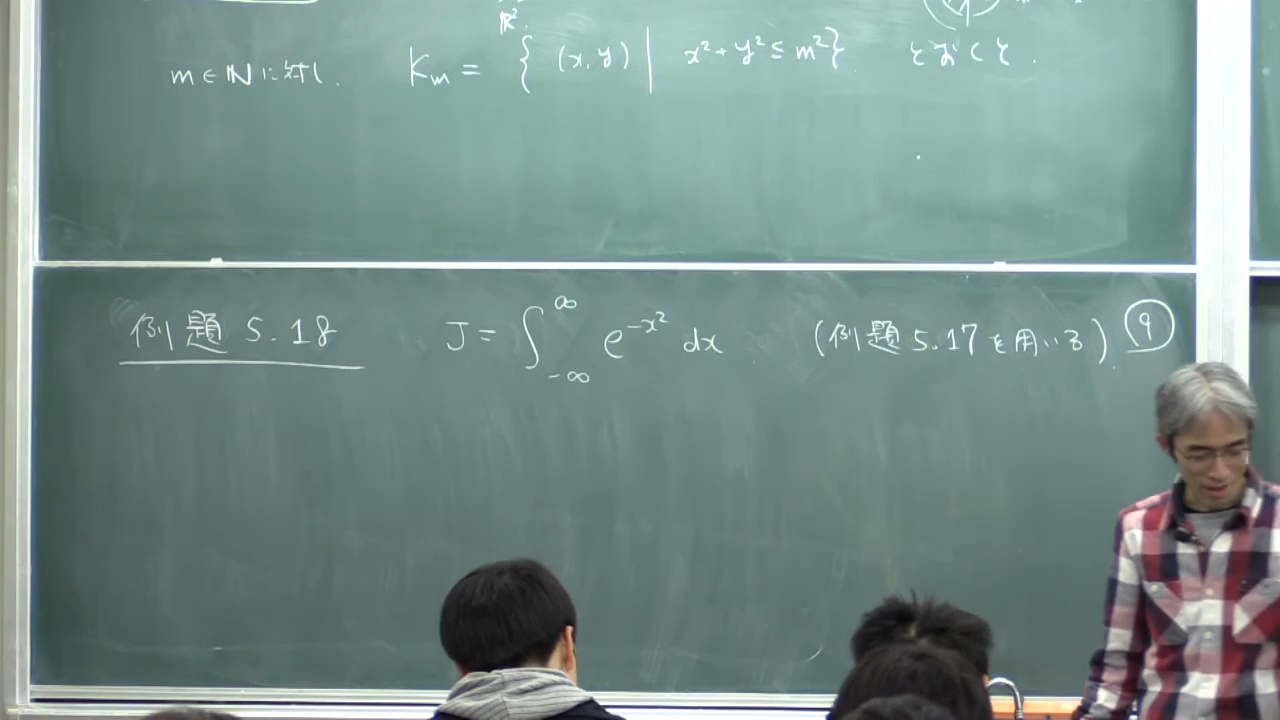 ℝ²
m ∈ ℕ に対し. K_m = { (x, y) | x² + y² ≦ m² } とおくと.
例題 5.18 J = ∫_{-∞}^{∞} e^{-x²} dx (例題 5.17 を用いる) ⑨